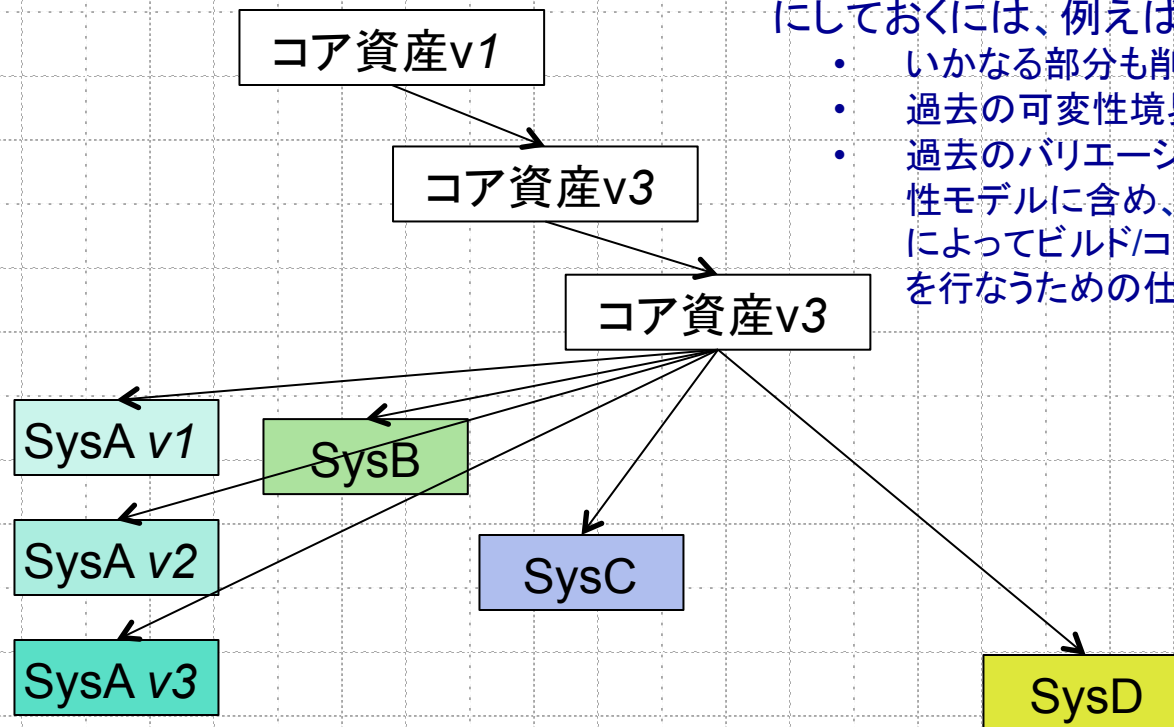 にしておくには、例えば
• いかなる部分も削
• 過去の可変性境
• 過去のバリエーシ
性モデルに含め、
によってビルド/コ
を行なうための仕
コア資産v1
コア資産v3
コア資産v3
SysA v1
SysB
SysA v2
SysC
SysA v3
SysD